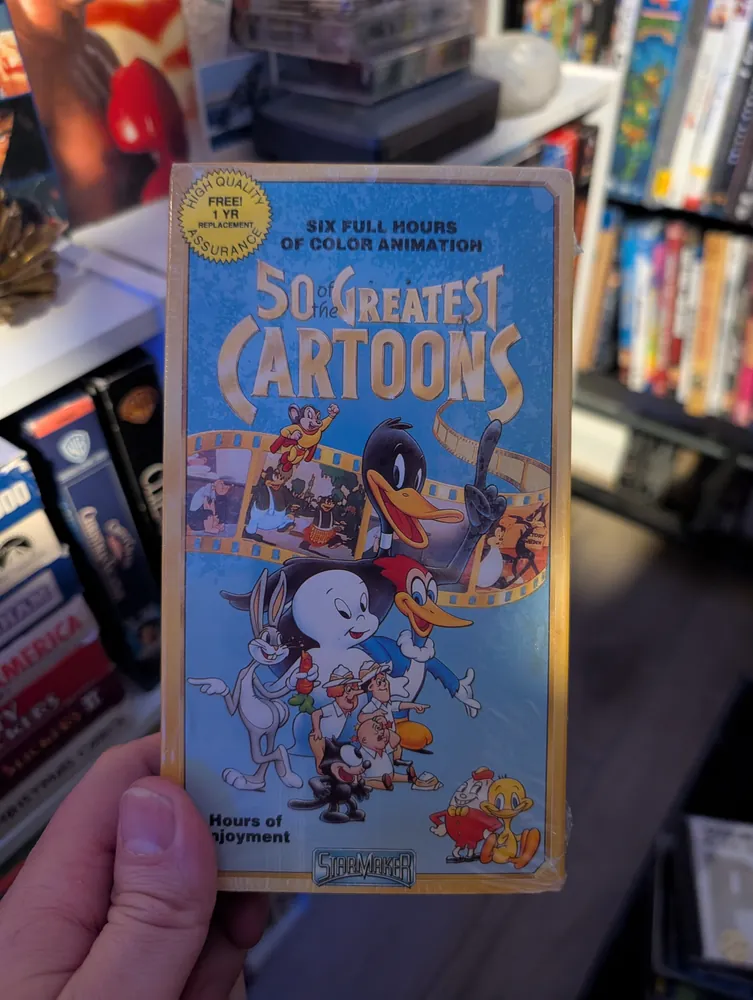 HIGH QUALITY
FREE!
1 YR
REPLACEMENT
ASSURANCE
SIX FULL HOURS
OF COLOR ANIMATION
50 of the GREATEST
CARTOONS
Hours of
njoyment
STARMAKER
AMERICA